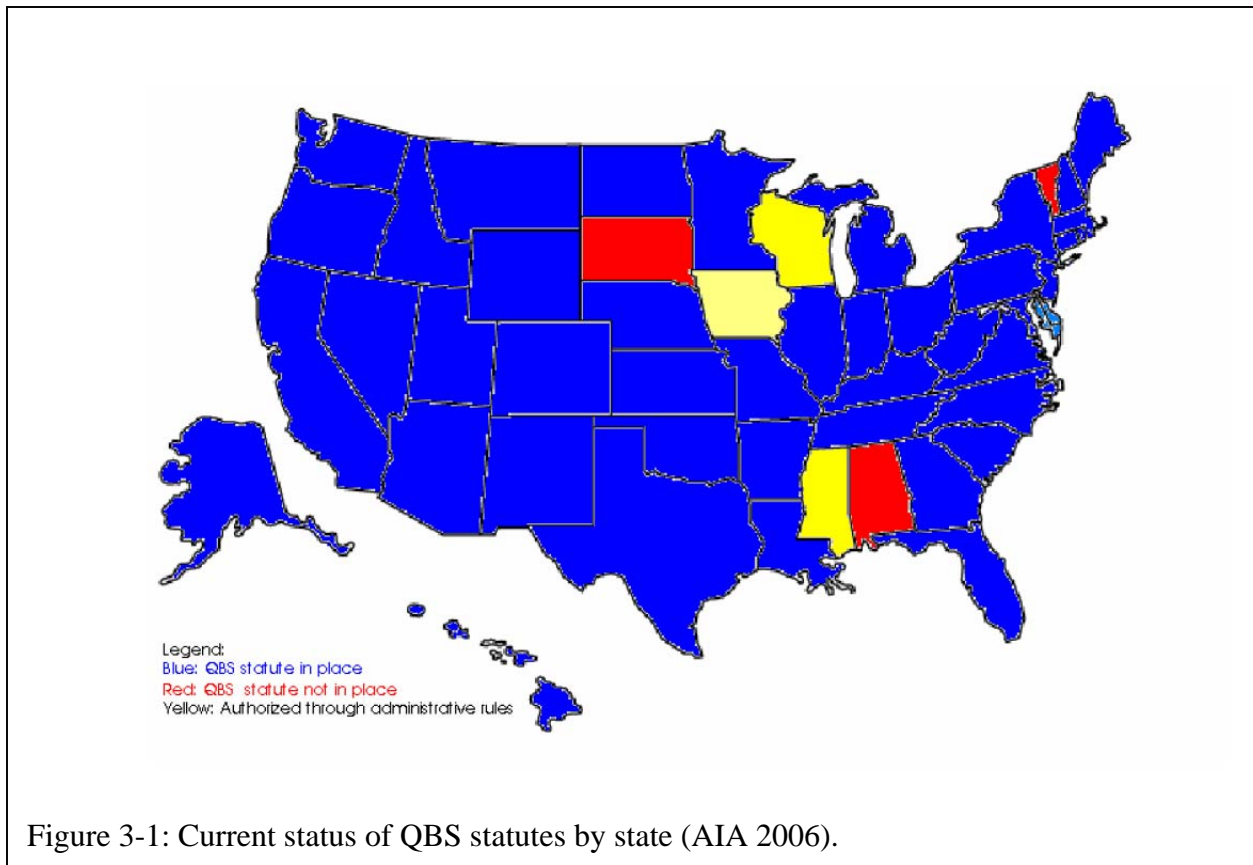 Legend:
Blue: QBS statute in place
Red: QBS statute not in place
Yellow: Authorized through administrative rules
Figure 3-1: Current status of QBS statutes by state (AIA 2006).